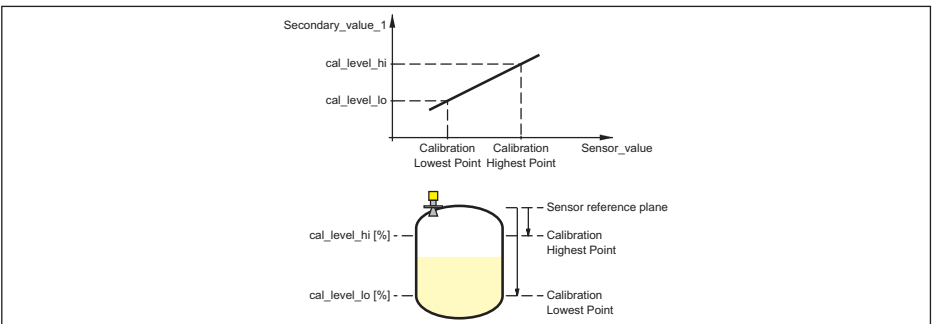 Secondary_value_1
cal_level_hi
cal_level_lo
Calibration Calibration Sensor_value
Lowest Point Highest Point
Sensor reference plane
cal_level_hi [%] Calibration
Highest Point
cal_level_lo [%] Calibration
Lowest Point